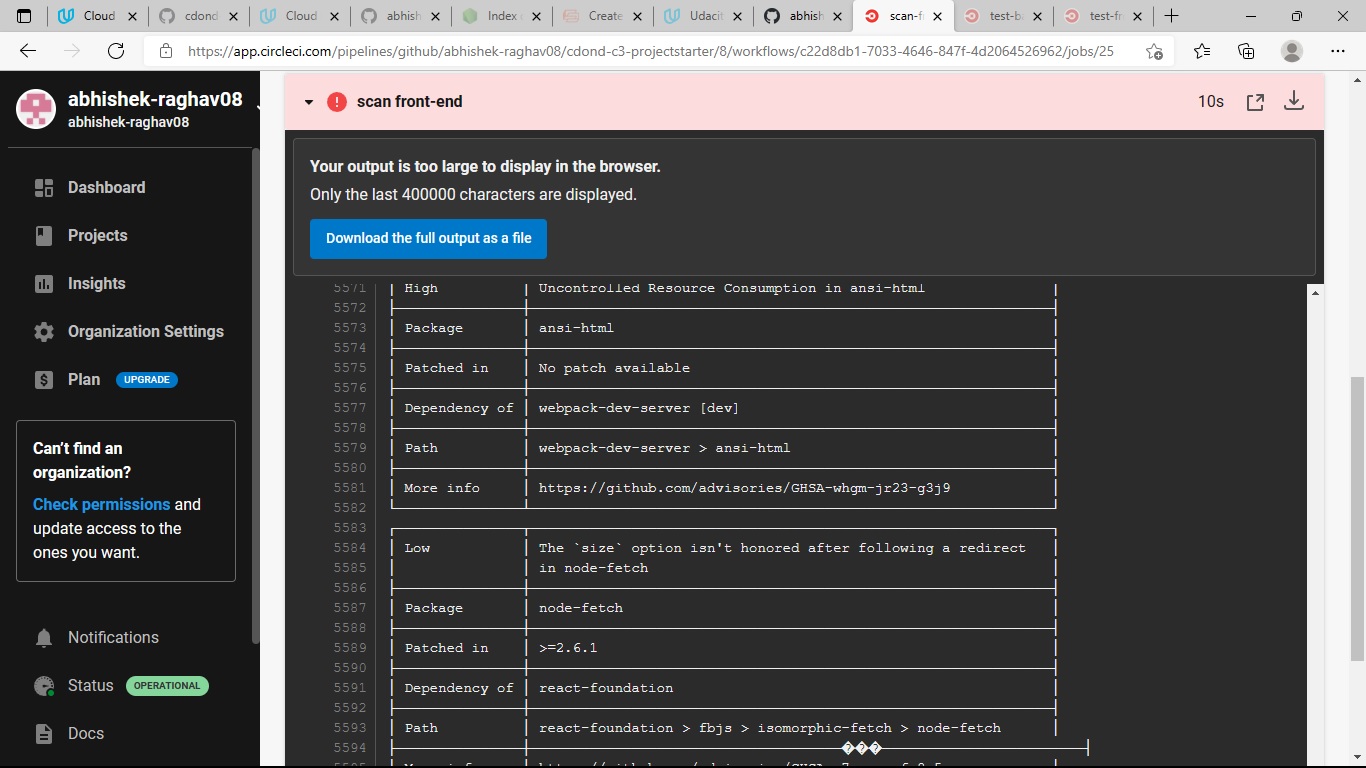 Cloud
cdond
Cloud
abhish
Index
Create
Udacit
abhish
scan-f
test-b
test-fr
https://app.circleci.com/pipelines/github/abhishek-raghav08/cdond-c3-projectstarter/8/workflows/c22d8db1-7033-4646-847f-4d2064526962/jobs/25
abhishek-raghav08
abhishek-raghav08
Dashboard
Projects
Insights
Organization Settings
Plan UPGRADE
Can't find an
organization?
Check permissions and
update access to the
ones you want.
Notifications
Status OPERATIONAL
Docs
scan front-end 10s
Your output is too large to display in the browser.
Only the last 400000 characters are displayed.
Download the full output as a file
5571 │ High │ Uncontrolled Resource Consumption in ansi-html │
5572
5573 │ Package │ ansi-html │
5574
5575 │ Patched in │ No patch available │
5576
5577 │ Dependency of │ webpack-dev-server [dev] │
5578
5579 │ Path │ webpack-dev-server > ansi-html │
5580
5581 │ More info │ https://github.com/advisories/GHSA-whgm-jr23-g3j9 │
5582
5583
5584 │ Low │ The `size` option isn't honored after following a redirect │
5585 │ │ in node-fetch │
5586
5587 │ Package │ node-fetch │
5588
5589 │ Patched in │ >=2.6.1 │
5590
5591 │ Dependency of │ react-foundation │
5592
5593 │ Path │ react-foundation > fbjs > isomorphic-fetch > node-fetch │
5594 ���